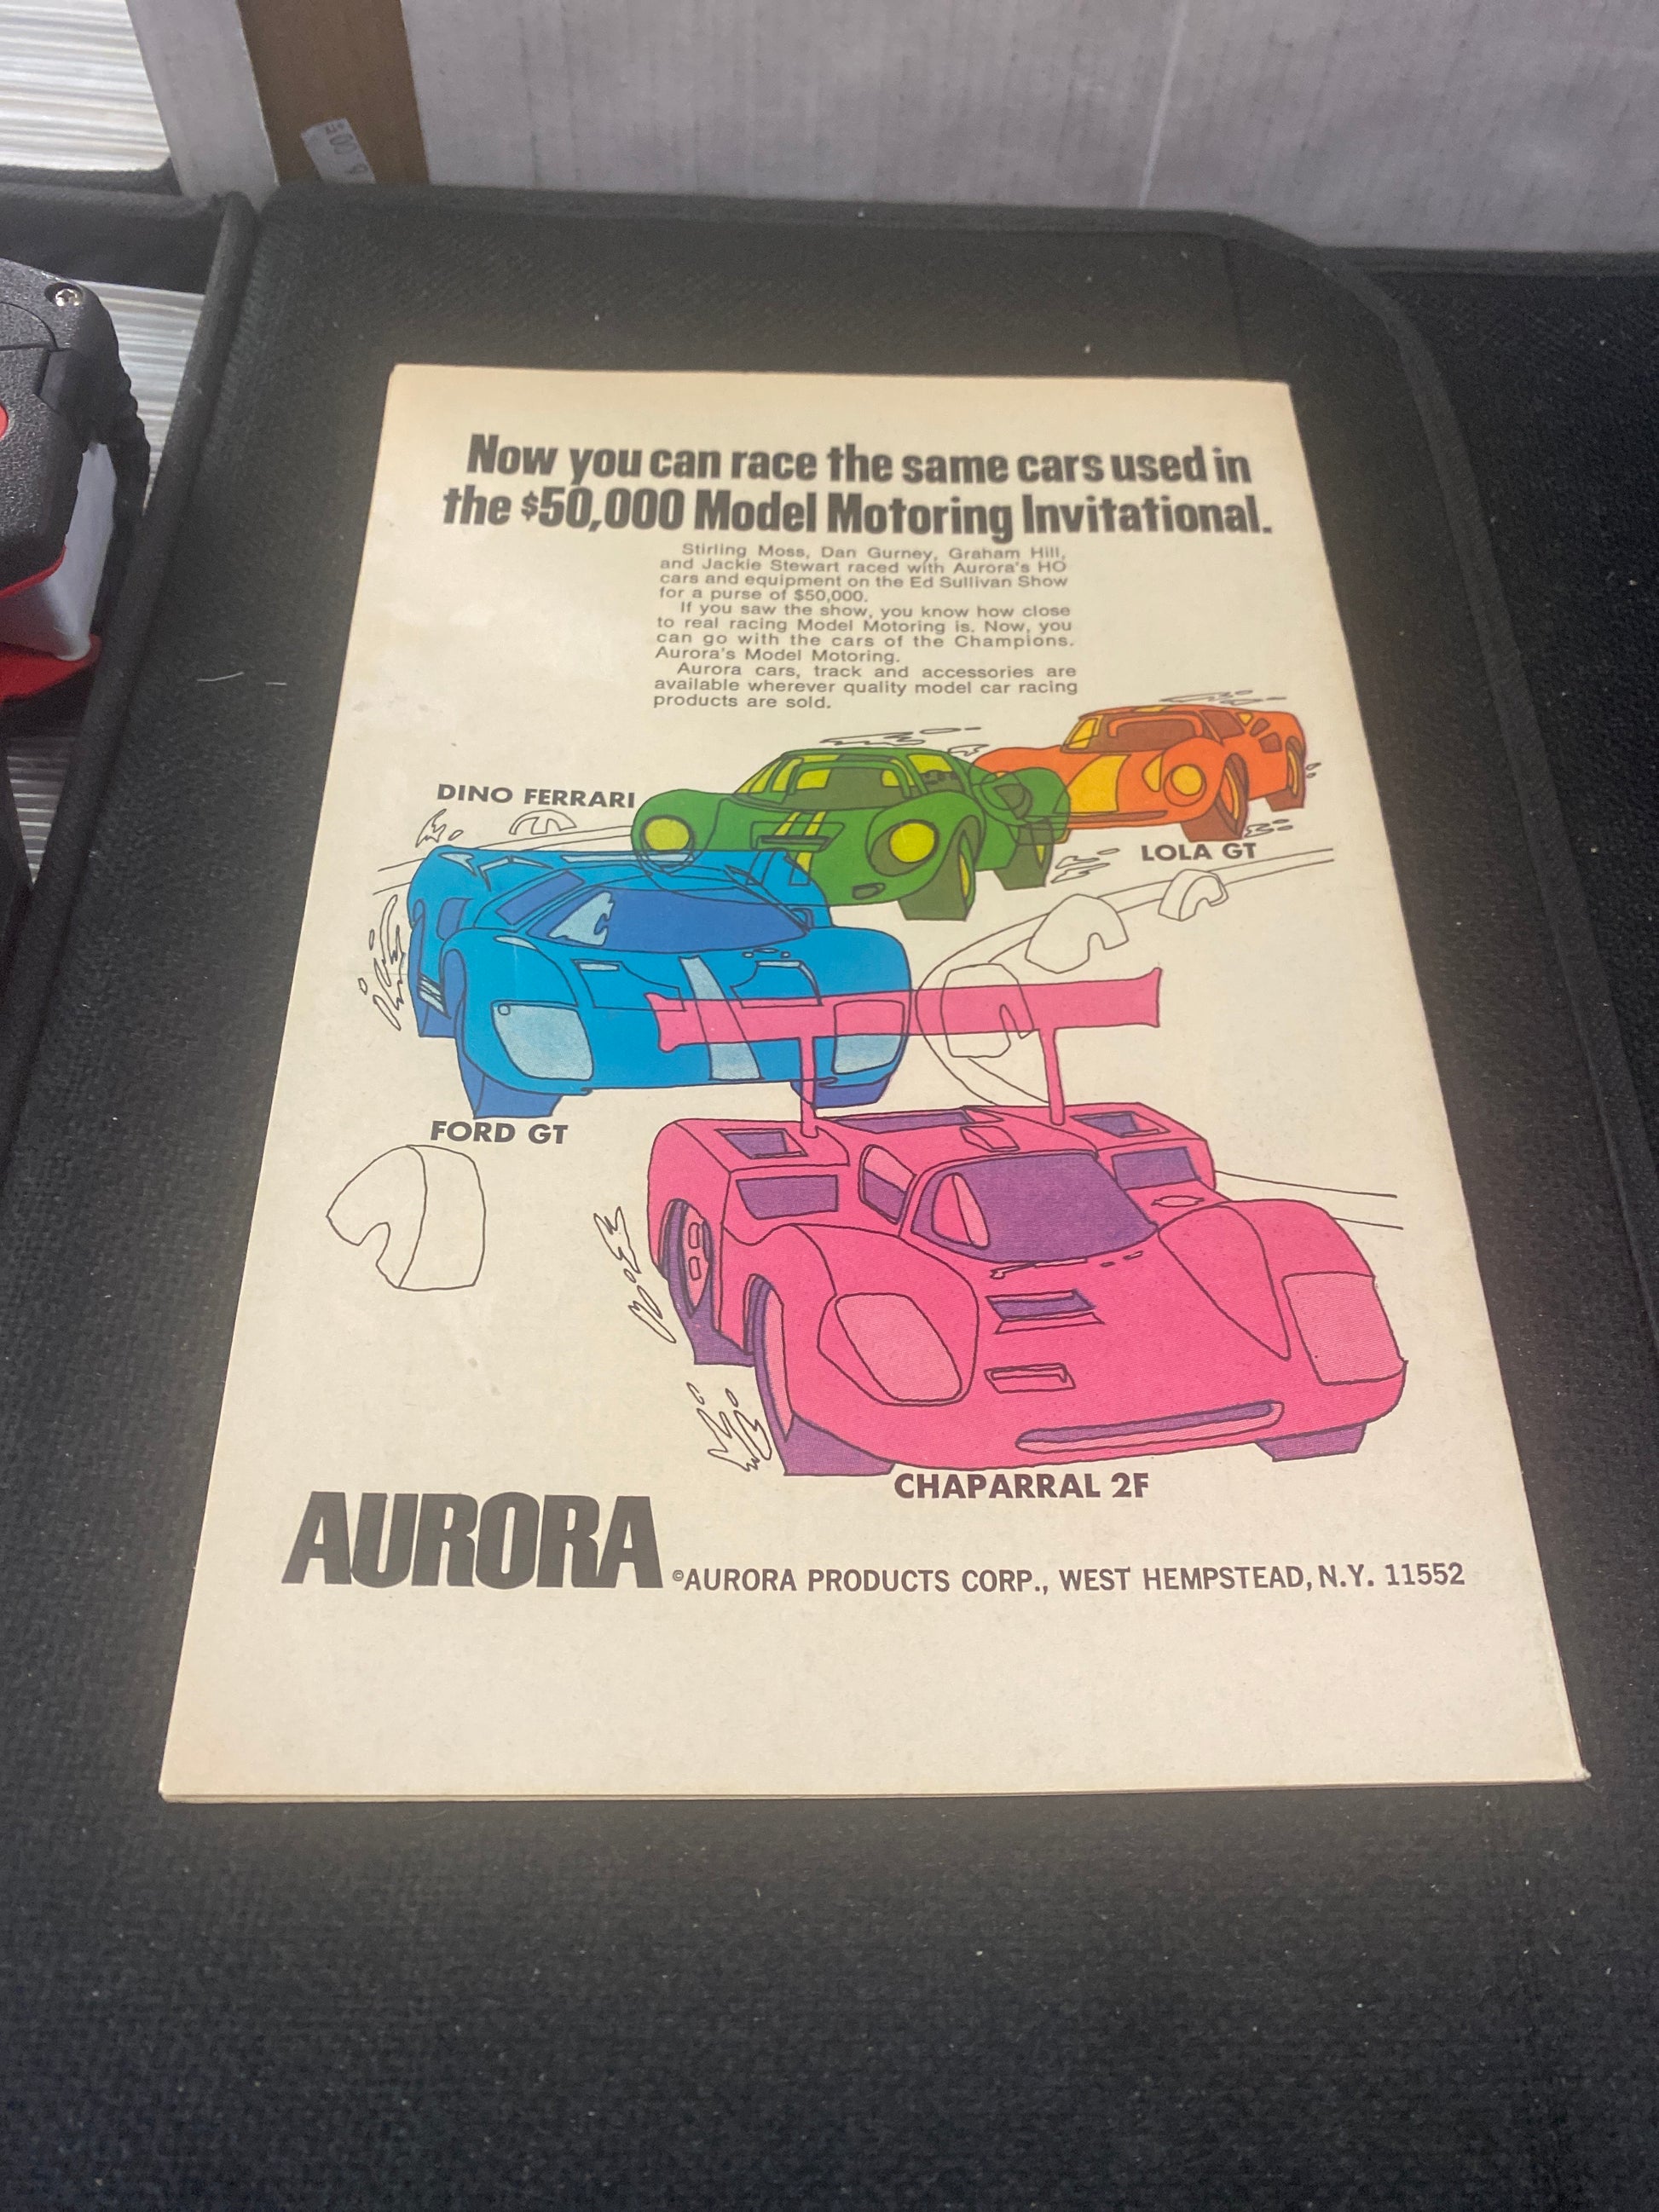 Now you can race the same cars used in
the $50,000 Model Motoring Invitational.
Stirling Moss, Dan Gurney, Graham Hill,
and Jackie Stewart raced with Aurora's HO
cars and equipment on the Ed Sullivan Show
for a purse of $50,000.
If you saw the show, you know how close
to real racing Model Motoring is. Now, you
can go with the cars of the Champions.
Aurora's Model Motoring.
Aurora cars, track and accessories are
available wherever quality model car racing
products are sold.
DINO FERRARI
LOLA GT
FORD GT
CHAPARRAL 2F
AURORA
©AURORA PRODUCTS CORP., WEST HEMPSTEAD, N.Y. 11552